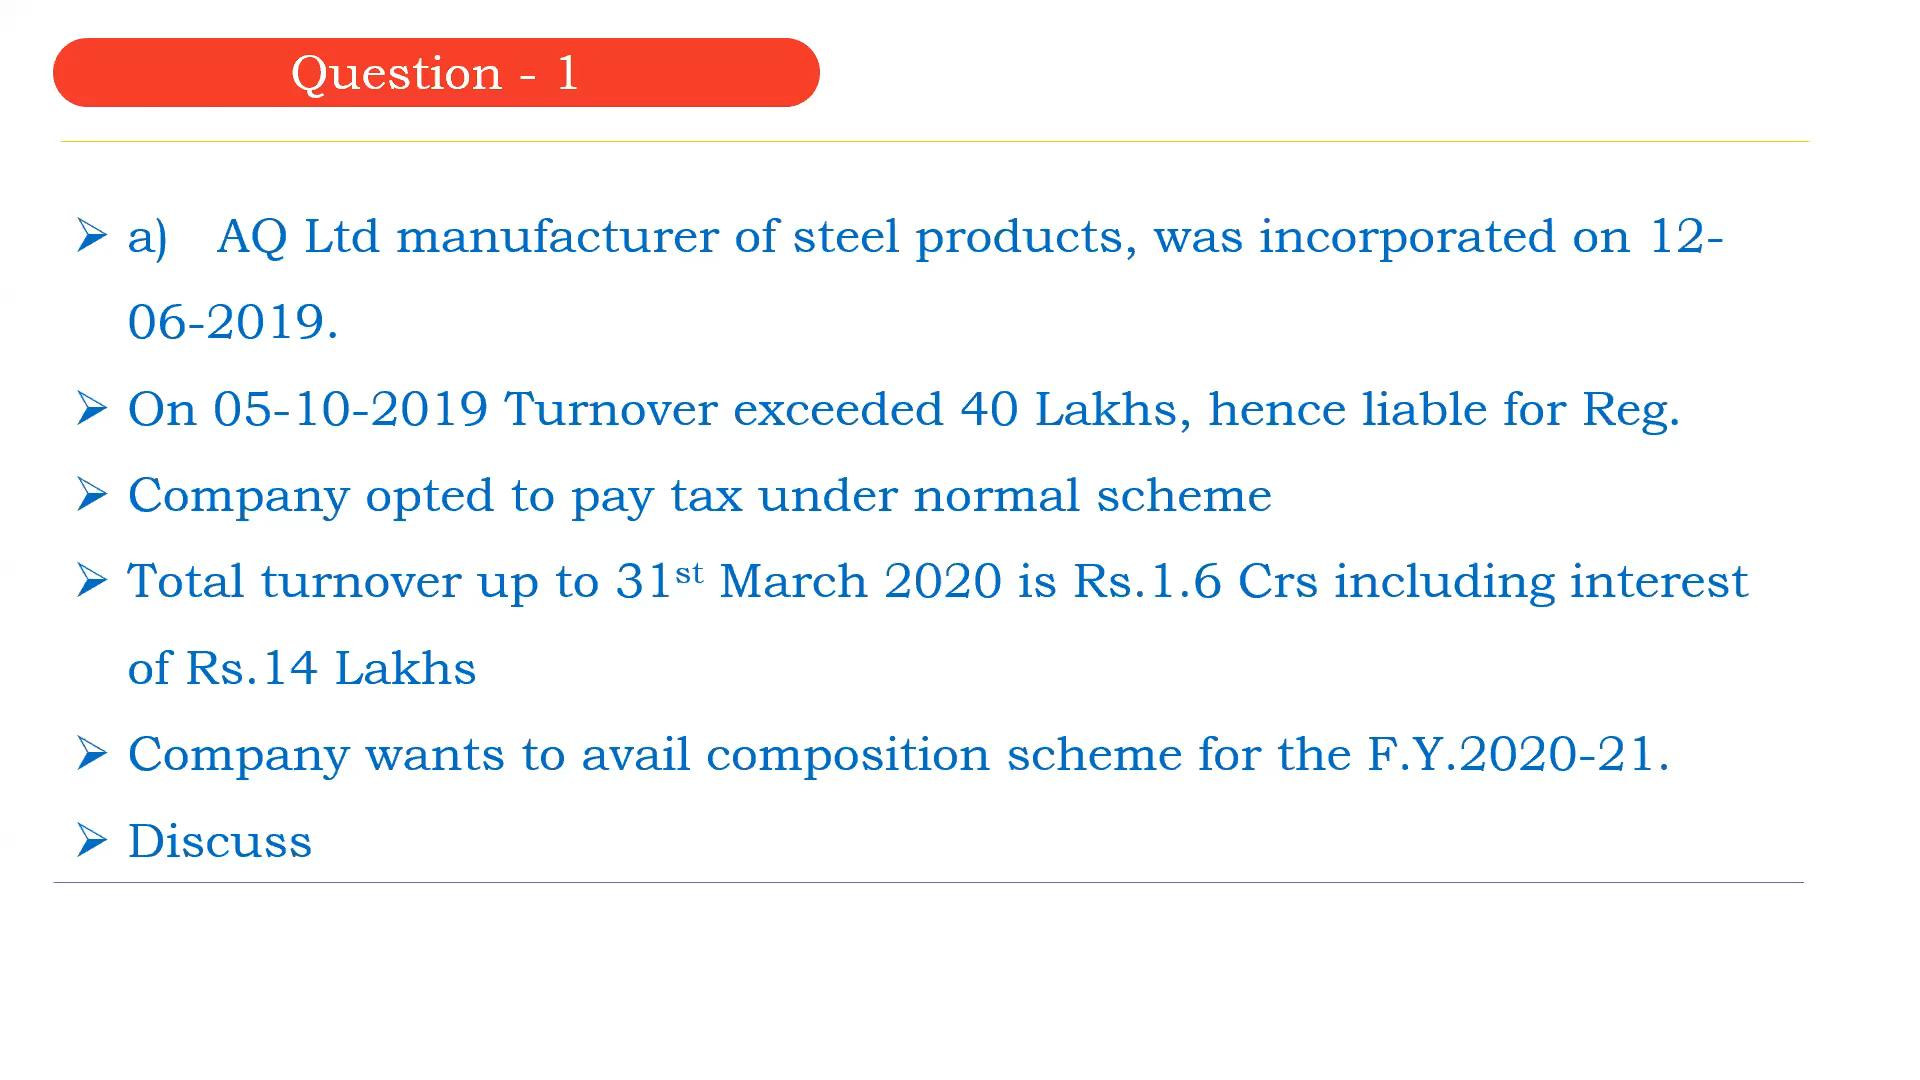 Question - 1
➢ a) AQ Ltd manufacturer of steel products, was incorporated on 12-
06-2019.
➢ On 05-10-2019 Turnover exceeded 40 Lakhs, hence liable for Reg.
➢ Company opted to pay tax under normal scheme
➢ Total turnover up to 31st March 2020 is Rs.1.6 Crs including interest
of Rs.14 Lakhs
➢ Company wants to avail composition scheme for the F.Y.2020-21.
➢ Discuss